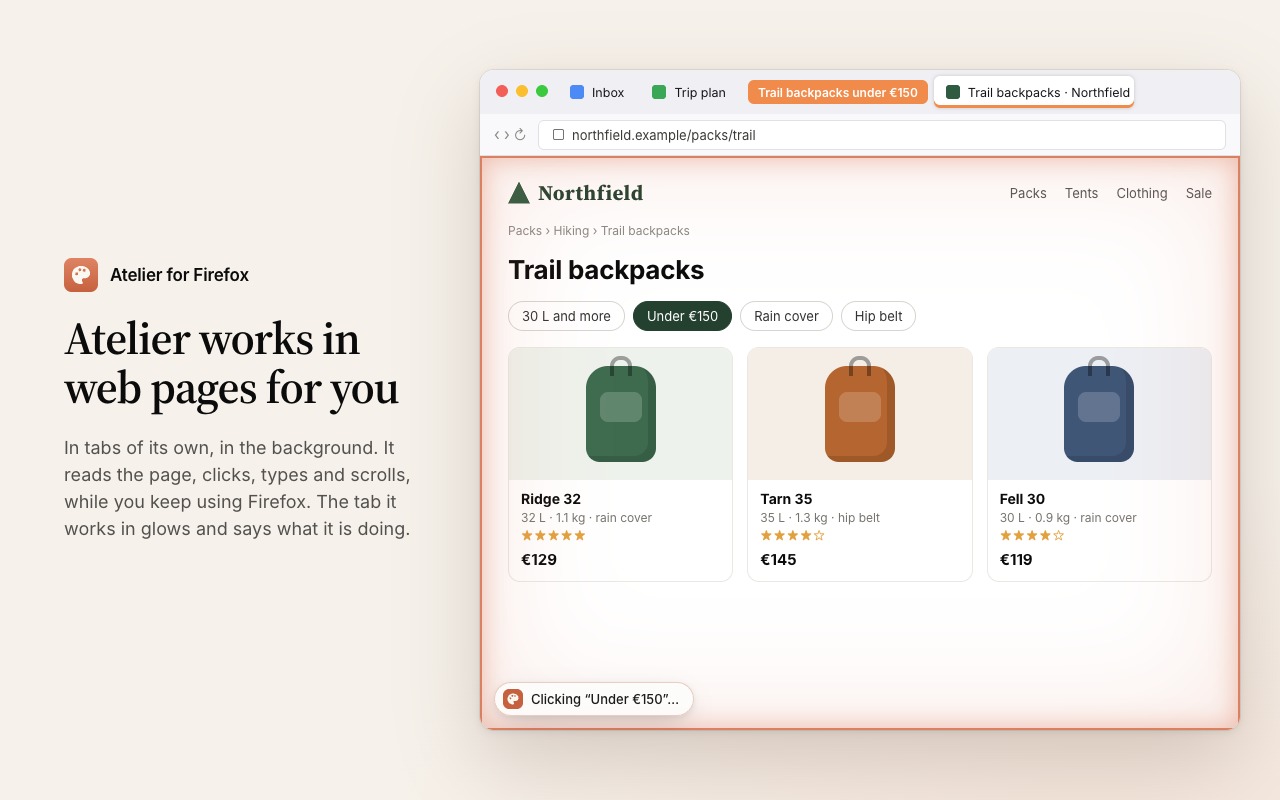 Atelier for Firefox
Atelier works in
web pages for you
In tabs of its own, in the background. It
reads the page, clicks, types and scrolls,
while you keep using Firefox. The tab it
works in glows and says what it is doing.
Inbox
Trip plan
Trail backpacks under €150
Trail backpacks · Northfield
northfield.example/packs/trail
Northfield
Packs
Tents
Clothing
Sale
Packs › Hiking › Trail backpacks
Trail backpacks
30 L and more
Under €150
Rain cover
Hip belt
Ridge 32
32 L · 1.1 kg · rain cover
★★★★★
€129
Tarn 35
35 L · 1.3 kg · hip belt
★★★★☆
€145
Fell 30
30 L · 0.9 kg · rain cover
★★★★☆
€119
Clicking “Under €150”…